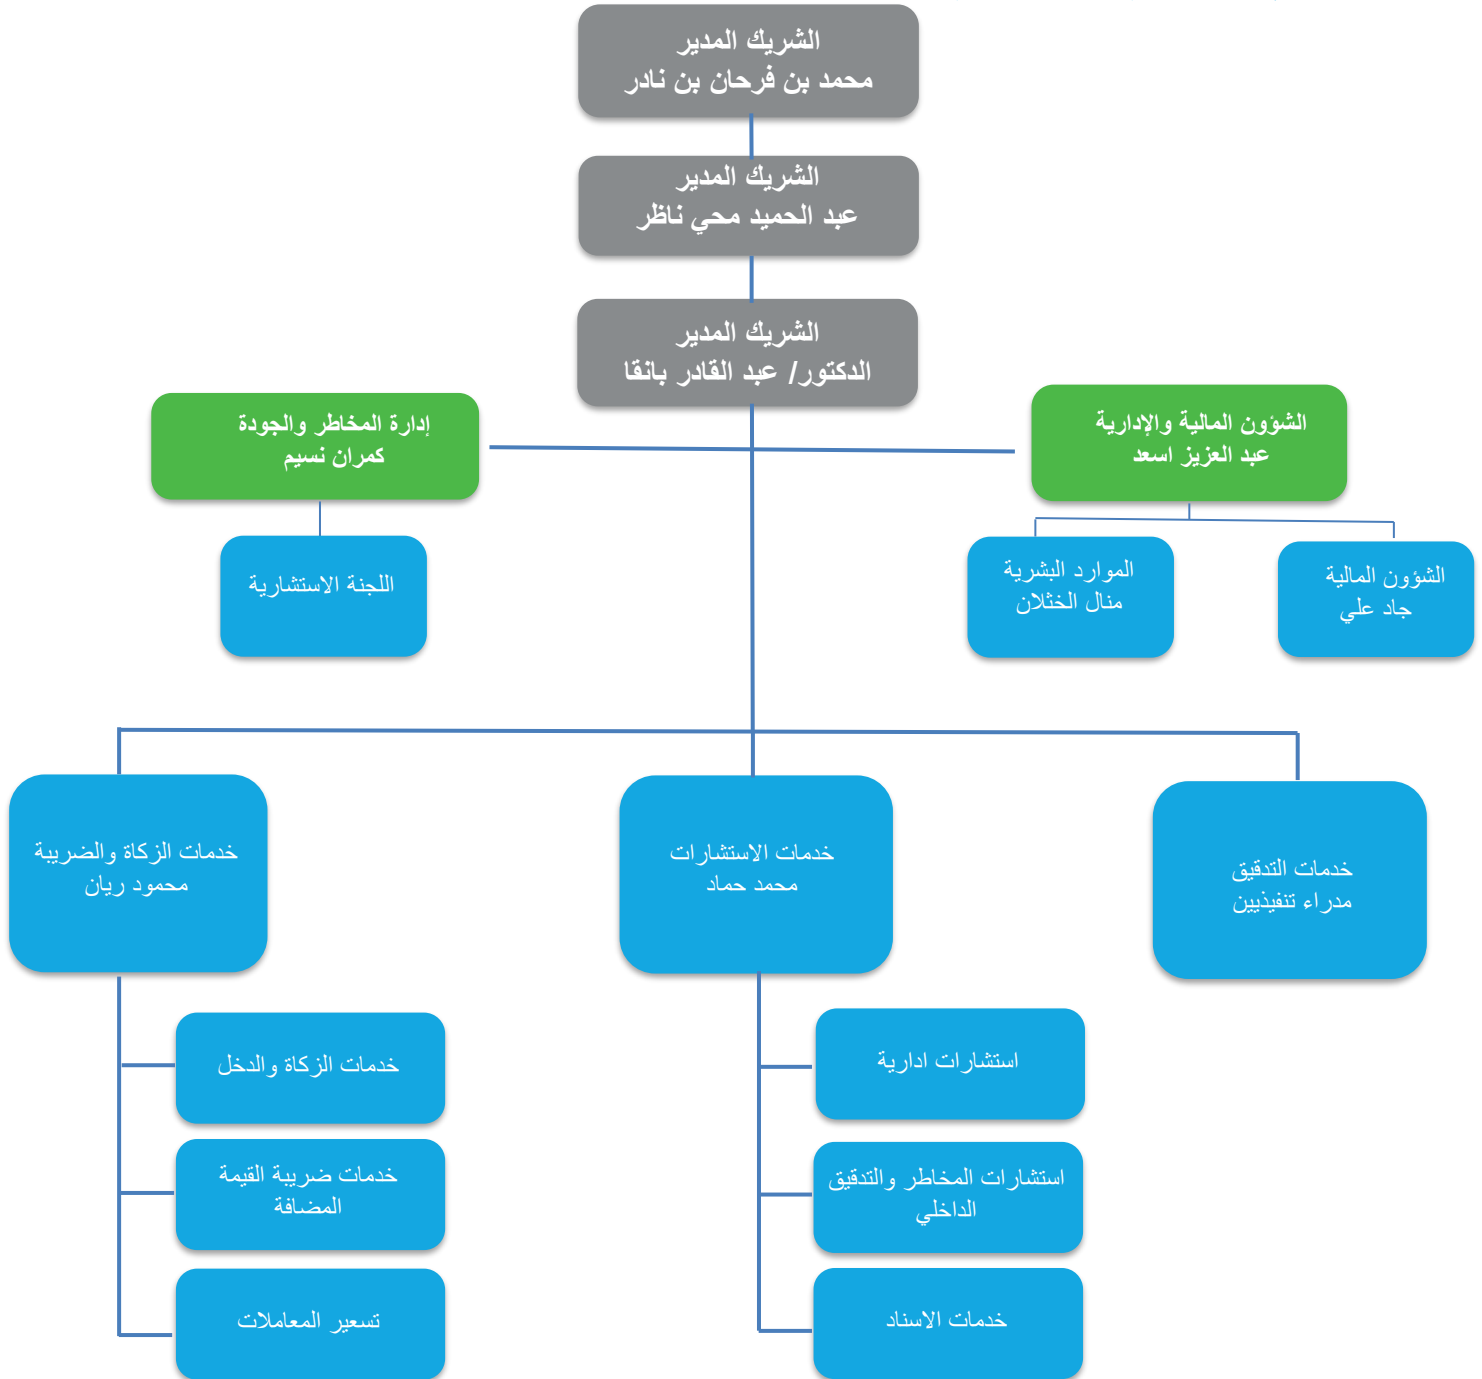 الشريك المدير
محمد بن فرحان بن نادر
الشريك المدير
عبد الحميد محي ناظر
الشريك المدير
الدكتور/ عبد القادر بانقا
الشؤون المالية والإدارية
عبد العزيز اسعد
إدارة المخاطر والجودة
كمران نسيم
الشؤون المالية
جاد علي
الموارد البشرية
منال الخثلان
اللجنة الاستشارية
خدمات التدقيق
مدراء تنفيذيين
خدمات الاستشارات
محمد حماد
خدمات الزكاة والضريبة
محمود ريان
استشارات ادارية
استشارات المخاطر والتدقيق
الداخلي
خدمات الاسناد
خدمات الزكاة والدخل
خدمات ضريبة القيمة
المضافة
تسعير المعاملات